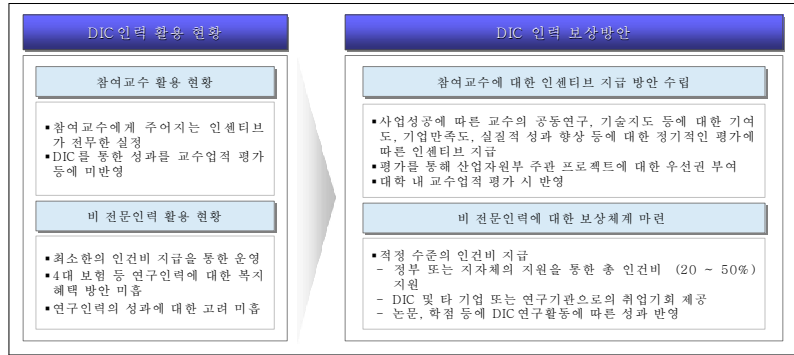 DIC 인력 활용 현황
참여교수 활용 현황
▪참여교수에게 주어지는 인센티브
가 전무한 실정
▪DIC를 통한 성과를 교수업적 평가
등에 미반영
비 전문인력 활용 현황
▪최소한의 인건비 지급을 통한 운영
▪4대 보험 등 연구인력에 대한 복지
혜택 방안 미흡
▪연구인력의 성과에 대한 고려 미흡
DIC 인력 보상방안
참여교수에 대한 인센티브 지급 방안 수립
▪사업성공에 따른 교수의 공동연구, 기술지도 등에 대한 기여
도, 기업만족도, 실질적 성과 향상 등에 대한 정기적인 평가에
따른 인센티브 지급
▪평가를 통해 산업자원부 주관 프로젝트에 대한 우선권 부여
▪대학 내 교수업적 평가 시 반영
비 전문인력에 대한 보상체계 마련
▪적정 수준의 인건비 지급
- 정부 또는 지자체의 지원을 통한 총 인건비 (20 ~ 50%)
지원
- DIC 및 타 기업 또는 연구기관으로의 취업기회 제공
- 논문, 학점 등에 DIC 연구활동에 따른 성과 반영